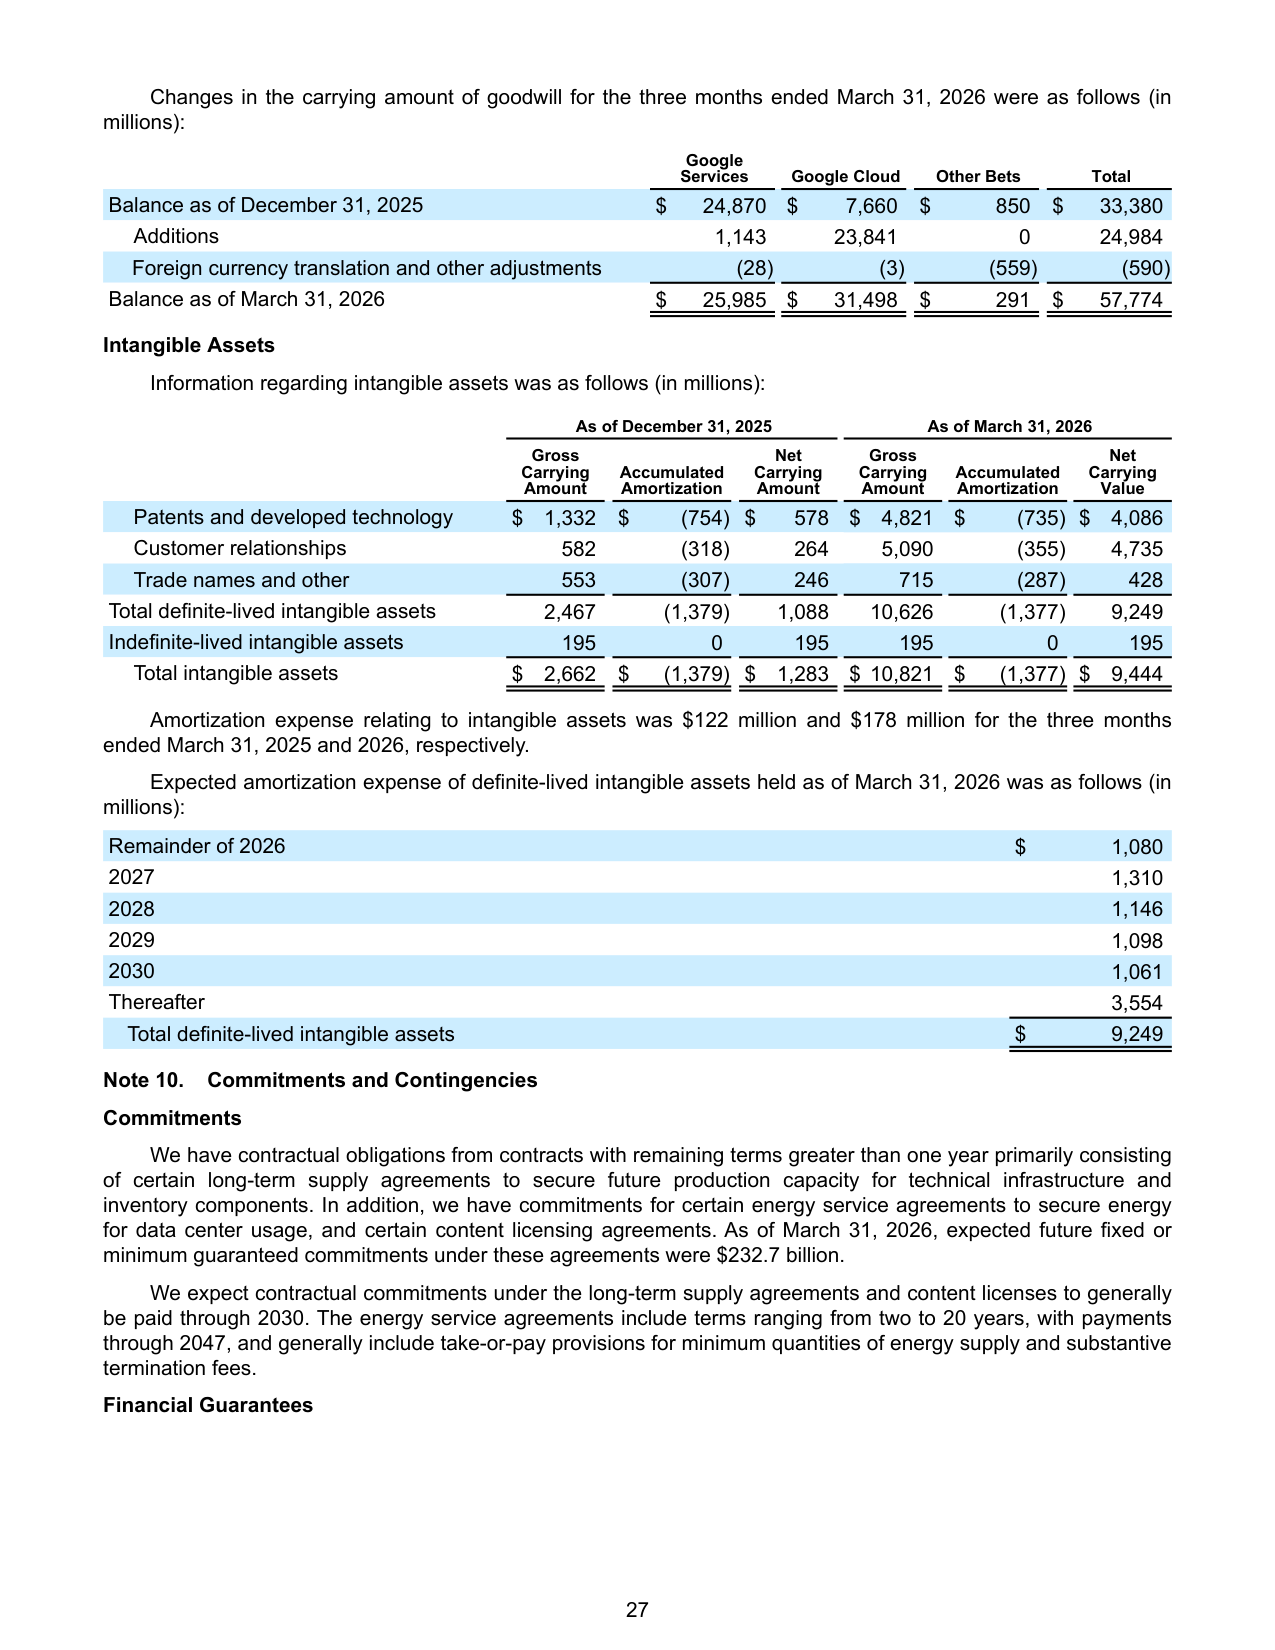 Changes in the carrying amount of goodwill for the three months ended March 31, 2026 were as follows (in
millions):
Google
Services Google Cloud Other Bets Total
Balance as of December 31, 2025 $ 24,870 $ 7,660 $ 850 $ 33,380
Additions 1,143 23,841 0 24,984
Foreign currency translation and other adjustments (28) (3) (559) (590)
Balance as of March 31, 2026 $ 25,985 $ 31,498 $ 291 $ 57,774
Intangible Assets
Information regarding intangible assets was as follows (in millions):
As of December 31, 2025 As of March 31, 2026
Gross Net Gross Net
Carrying Accumulated Carrying Carrying Accumulated Carrying
Amount Amortization Amount Amount Amortization Value
Patents and developed technology $ 1,332 $ (754) $ 578 $ 4,821 $ (735) $ 4,086
Customer relationships 582 (318) 264 5,090 (355) 4,735
Trade names and other 553 (307) 246 715 (287) 428
Total definite-lived intangible assets 2,467 (1,379) 1,088 10,626 (1,377) 9,249
Indefinite-lived intangible assets 195 0 195 195 0 195
Total intangible assets $ 2,662 $ (1,379) $ 1,283 $ 10,821 $ (1,377) $ 9,444
Amortization expense relating to intangible assets was $122 million and $178 million for the three months
ended March 31, 2025 and 2026, respectively.
Expected amortization expense of definite-lived intangible assets held as of March 31, 2026 was as follows (in
millions):
Remainder of 2026 $ 1,080
2027 1,310
2028 1,146
2029 1,098
2030 1,061
Thereafter 3,554
Total definite-lived intangible assets $ 9,249
Note 10. Commitments and Contingencies
Commitments
We have contractual obligations from contracts with remaining terms greater than one year primarily consisting
of certain long-term supply agreements to secure future production capacity for technical infrastructure and
inventory components. In addition, we have commitments for certain energy service agreements to secure energy
for data center usage, and certain content licensing agreements. As of March 31, 2026, expected future fixed or
minimum guaranteed commitments under these agreements were $232.7 billion.
We expect contractual commitments under the long-term supply agreements and content licenses to generally
be paid through 2030. The energy service agreements include terms ranging from two to 20 years, with payments
through 2047, and generally include take-or-pay provisions for minimum quantities of energy supply and substantive
termination fees.
Financial Guarantees
27